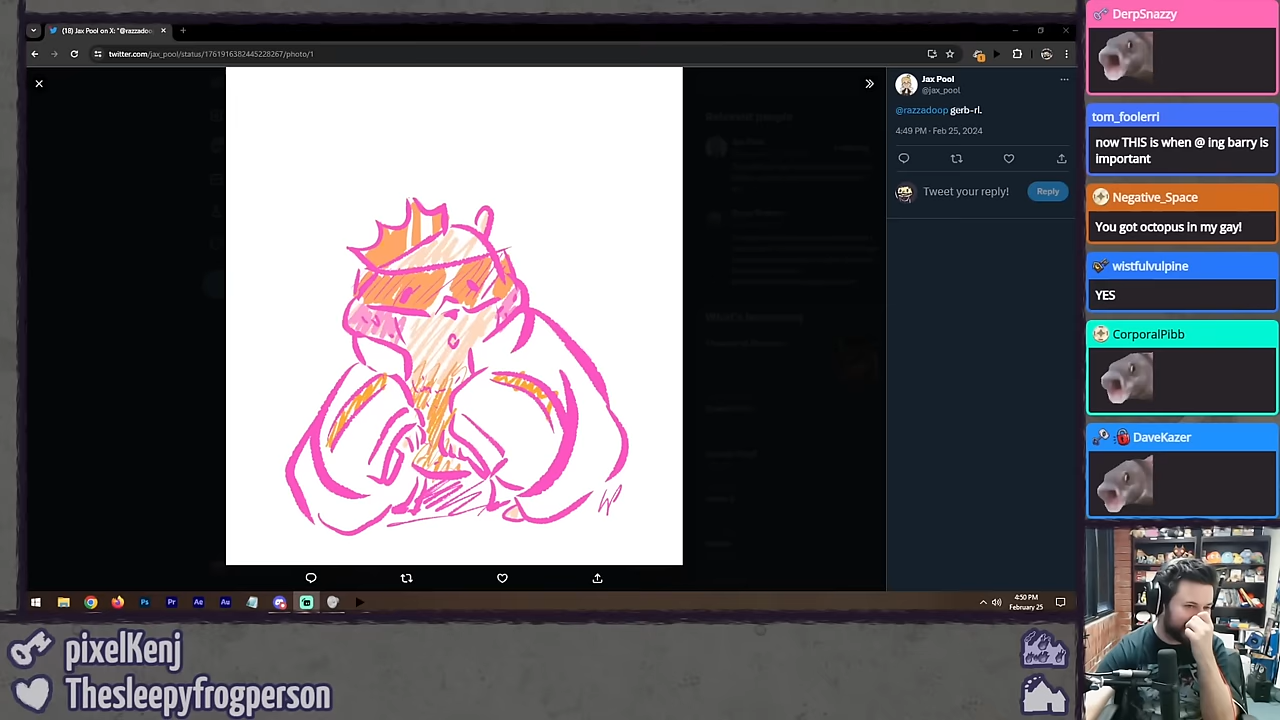 (18) Jax Pool on X: "@razzadoo
twitter.com/jax_pool/status/1761916382445228267/photo/1
Jax Pool
@jax_pool
@razzadoop gerb-rl.
4:49 PM · Feb 25, 2024
Tweet your reply!
Reply
4:50 PM
February 25
DerpSnazzy
tom_foolerri
now THIS is when @ ing barry is
important
Negative_Space
You got octopus in my gay!
wistfulvulpine
YES
CorporalPibb
DaveKazer
pixelKenj
Thesleepyfrogperson